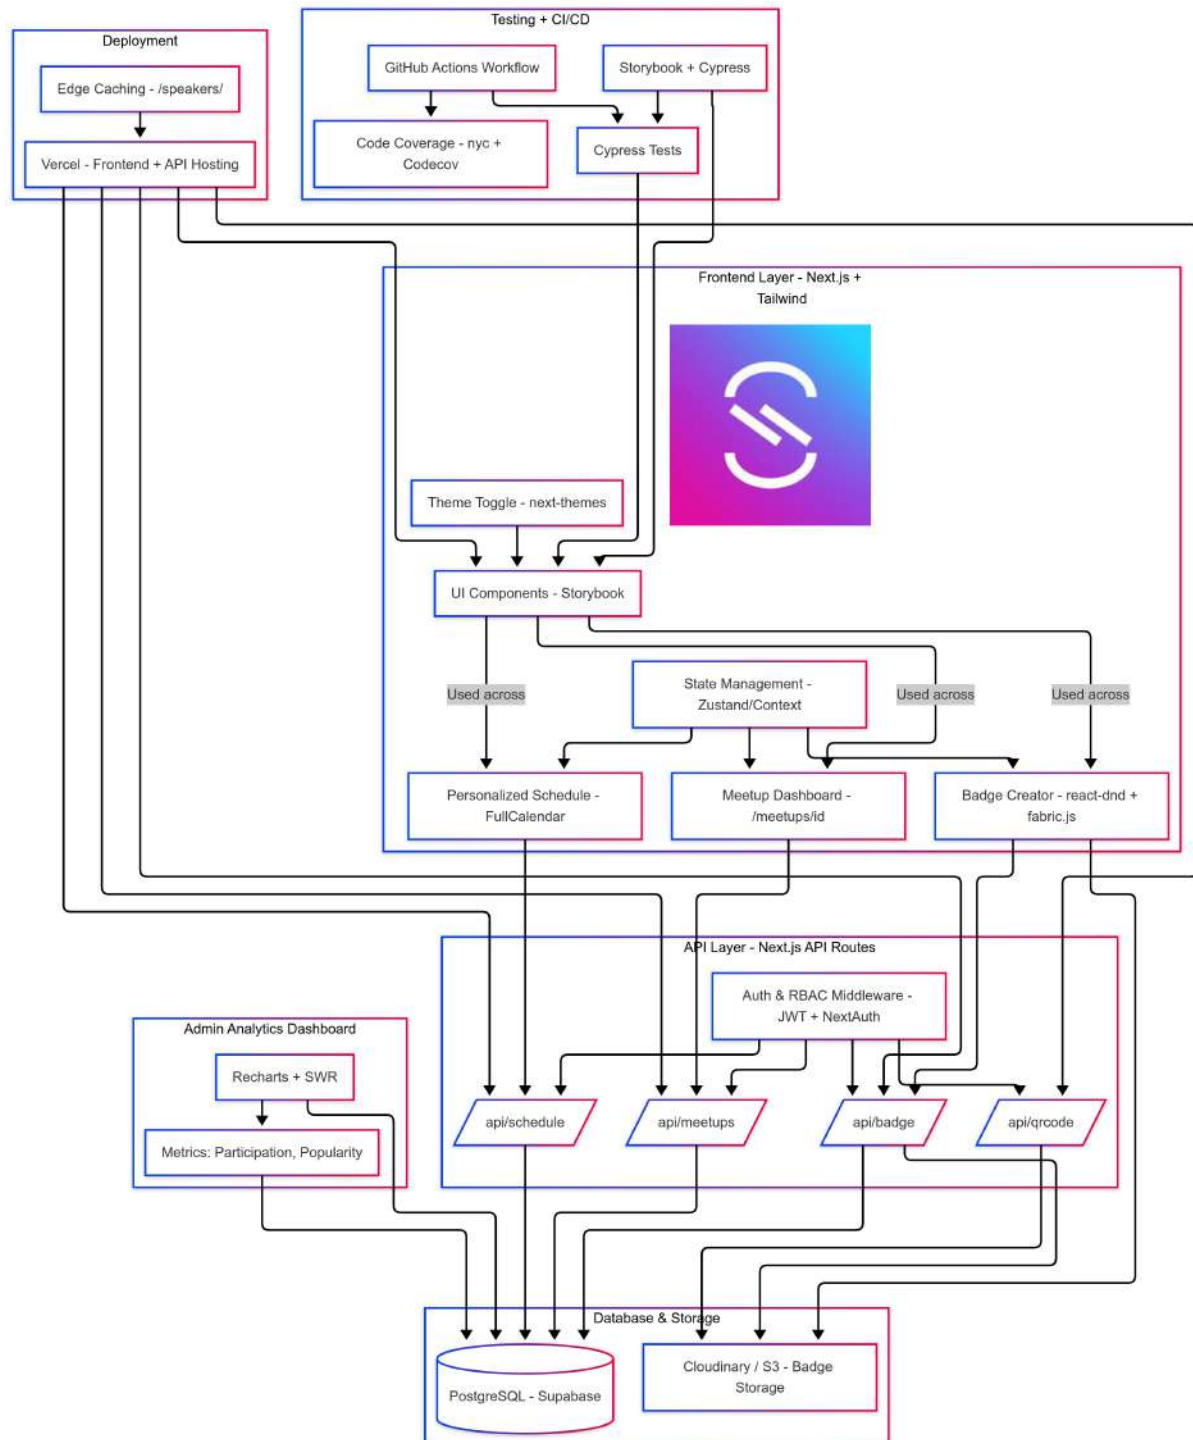 Testing + CI/CD
Deployment
GitHub Actions Workflow
Storybook + Cypress
Edge Caching - /speakers/
Code Coverage - nyc +
Codecov
Cypress Tests
Vercel - Frontend + API Hosting
Frontend Layer - Next.js +
Tailwind
Theme Toggle - next-themes
UI Components - Storybook
State Management -
Zustand/Context
Used across
Used across
Used across
Personalized Schedule -
FullCalendar
Meetup Dashboard -
/meetups/id
Badge Creator - react-dnd +
fabric.js
API Layer - Next.js API Routes
Auth & RBAC Middleware -
JWT + NextAuth
Admin Analytics Dashboard
Recharts + SWR
Metrics: Participation, Popularity
api/schedule
api/meetups
api/badge
api/qrcode
Database & Storage
PostgreSQL - Supabase
Cloudinary / S3 - Badge
Storage